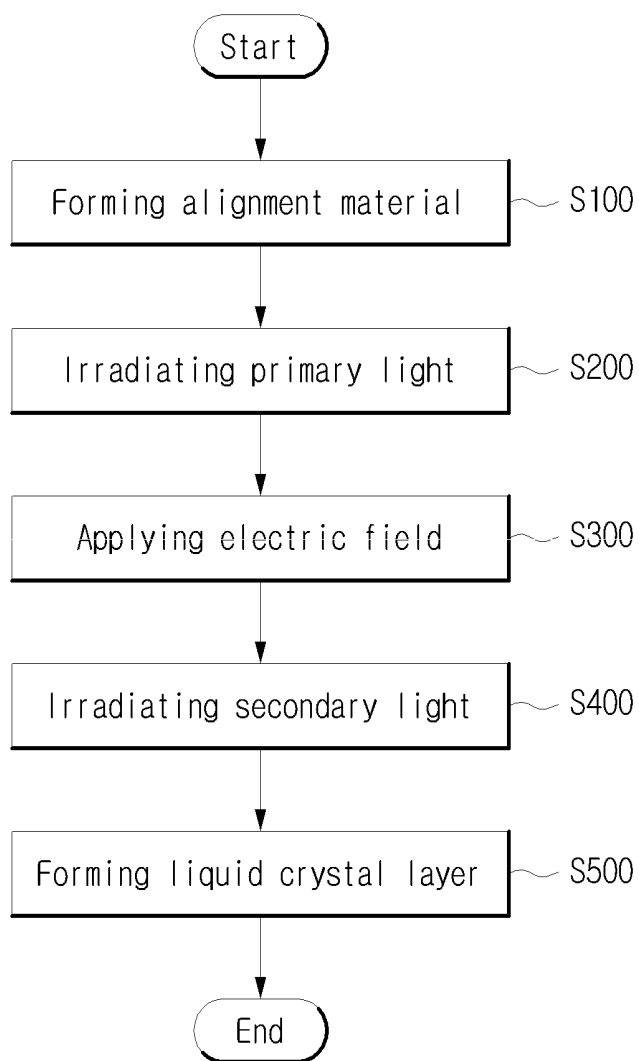 Start
Forming alignment material
S100
Irradiating primary light
S200
Applying electric field
S300
Irradiating secondary light
S400
Forming liquid crystal layer
S500
End